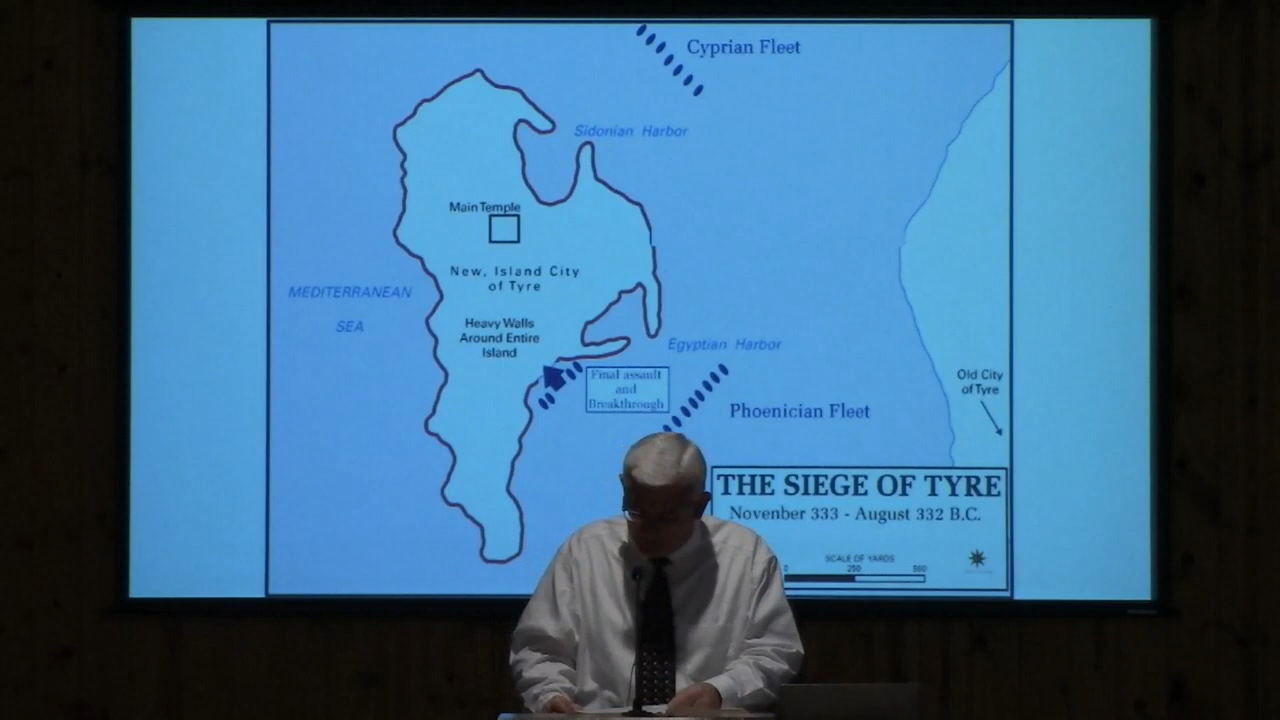 Cyprian Fleet
Sidonian Harbor
Main Temple
New, Island City
of Tyre
MEDITERRANEAN
SEA
Heavy Walls
Around Entire
Island
Egyptian Harbor
Final assault
and
Breakthrough
Old City
of Tyre
Phoenician Fleet
THE SIEGE OF TYRE
Novenber 333 - August 332 B.C.
SCALE OF YARDS
0 250 500